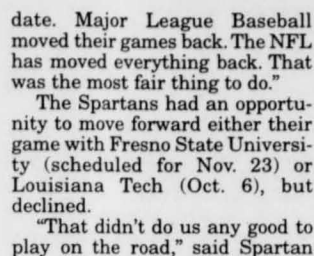 date. Major League Baseball
moved their games back. The NFL
has moved everything back. That
was the most fair thing to do.”
The Spartans had an opportu-
nity to move forward either their
game with Fresno State Universi-
ty (scheduled for Nov. 23) or
Louisiana Tech (Oct. 6), but
declined.
“That didn’t do us any good to
play on the road,” said Spartan